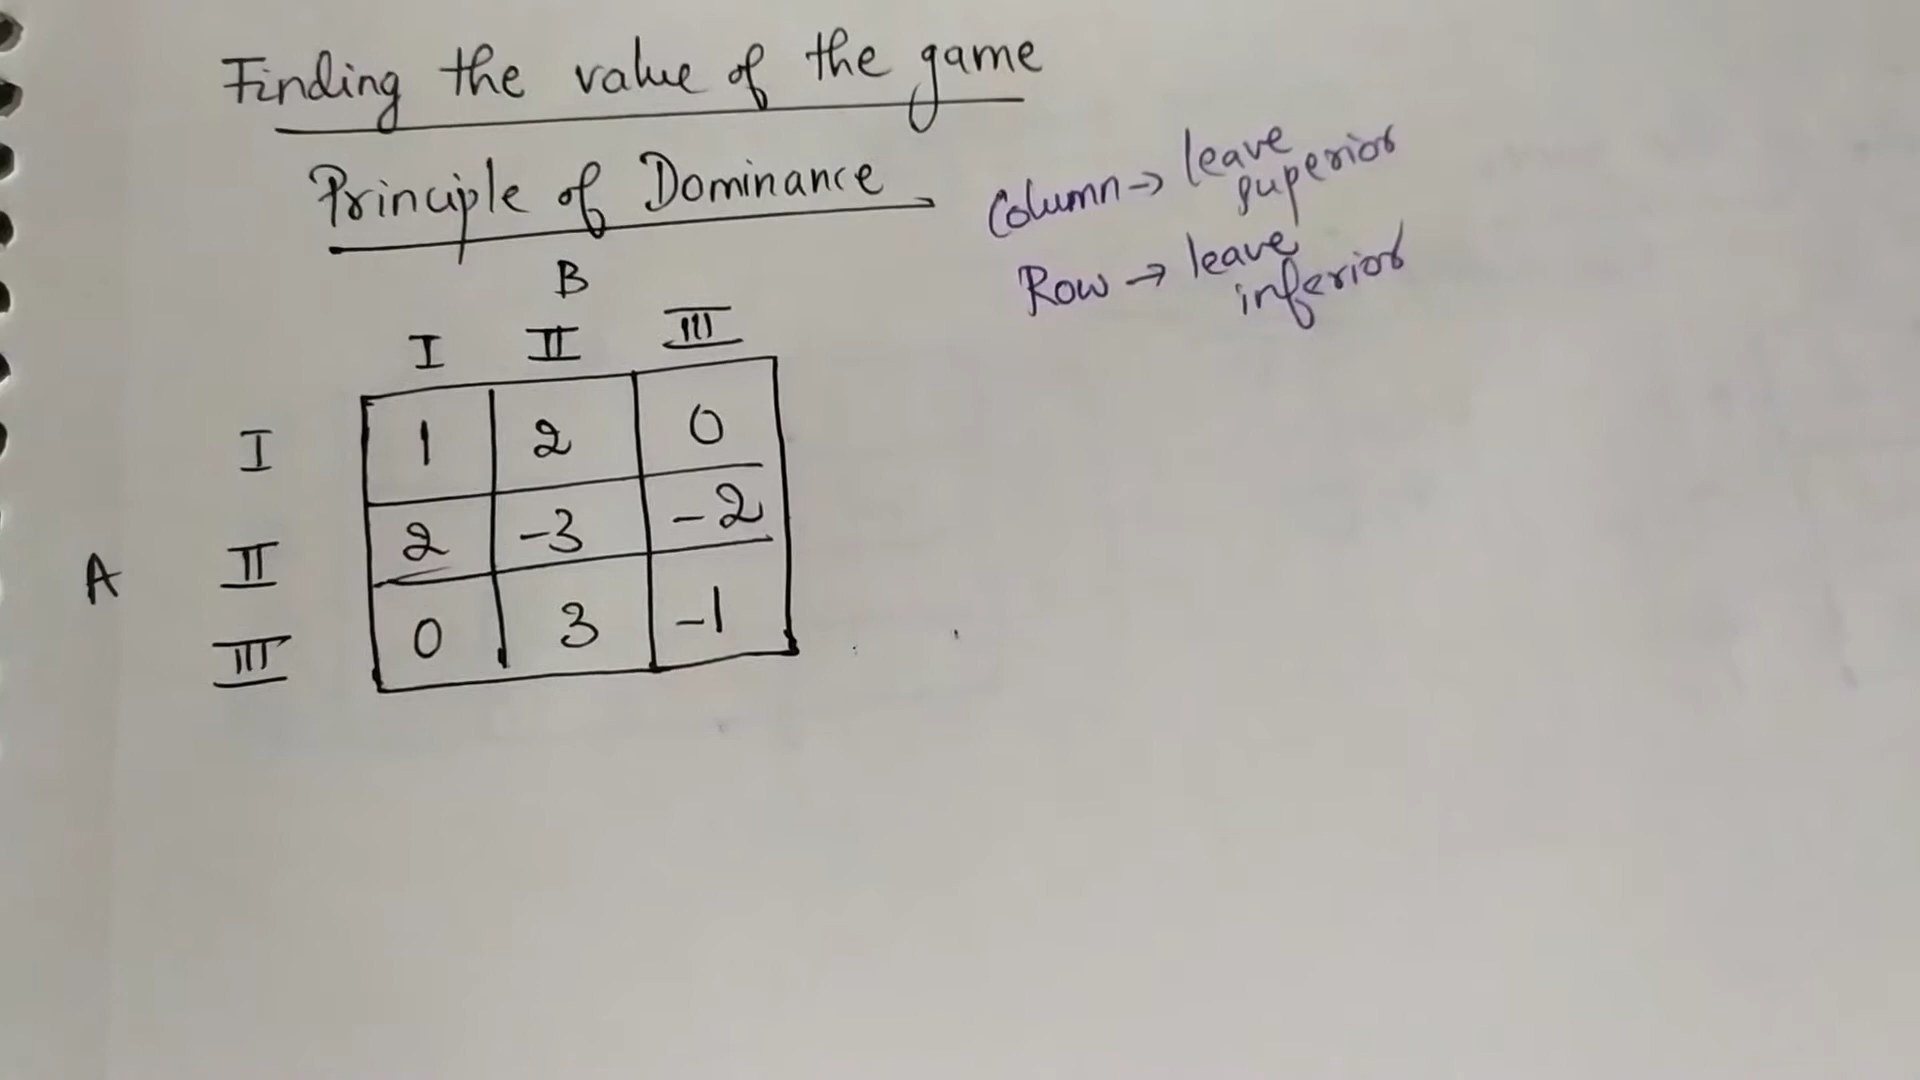 Finding the value of the game
Principle of Dominance
Column → leave superior
Row → leave inferior
B
I II III
I 1 2 0
A II 2 -3 -2
III 0 3 -1